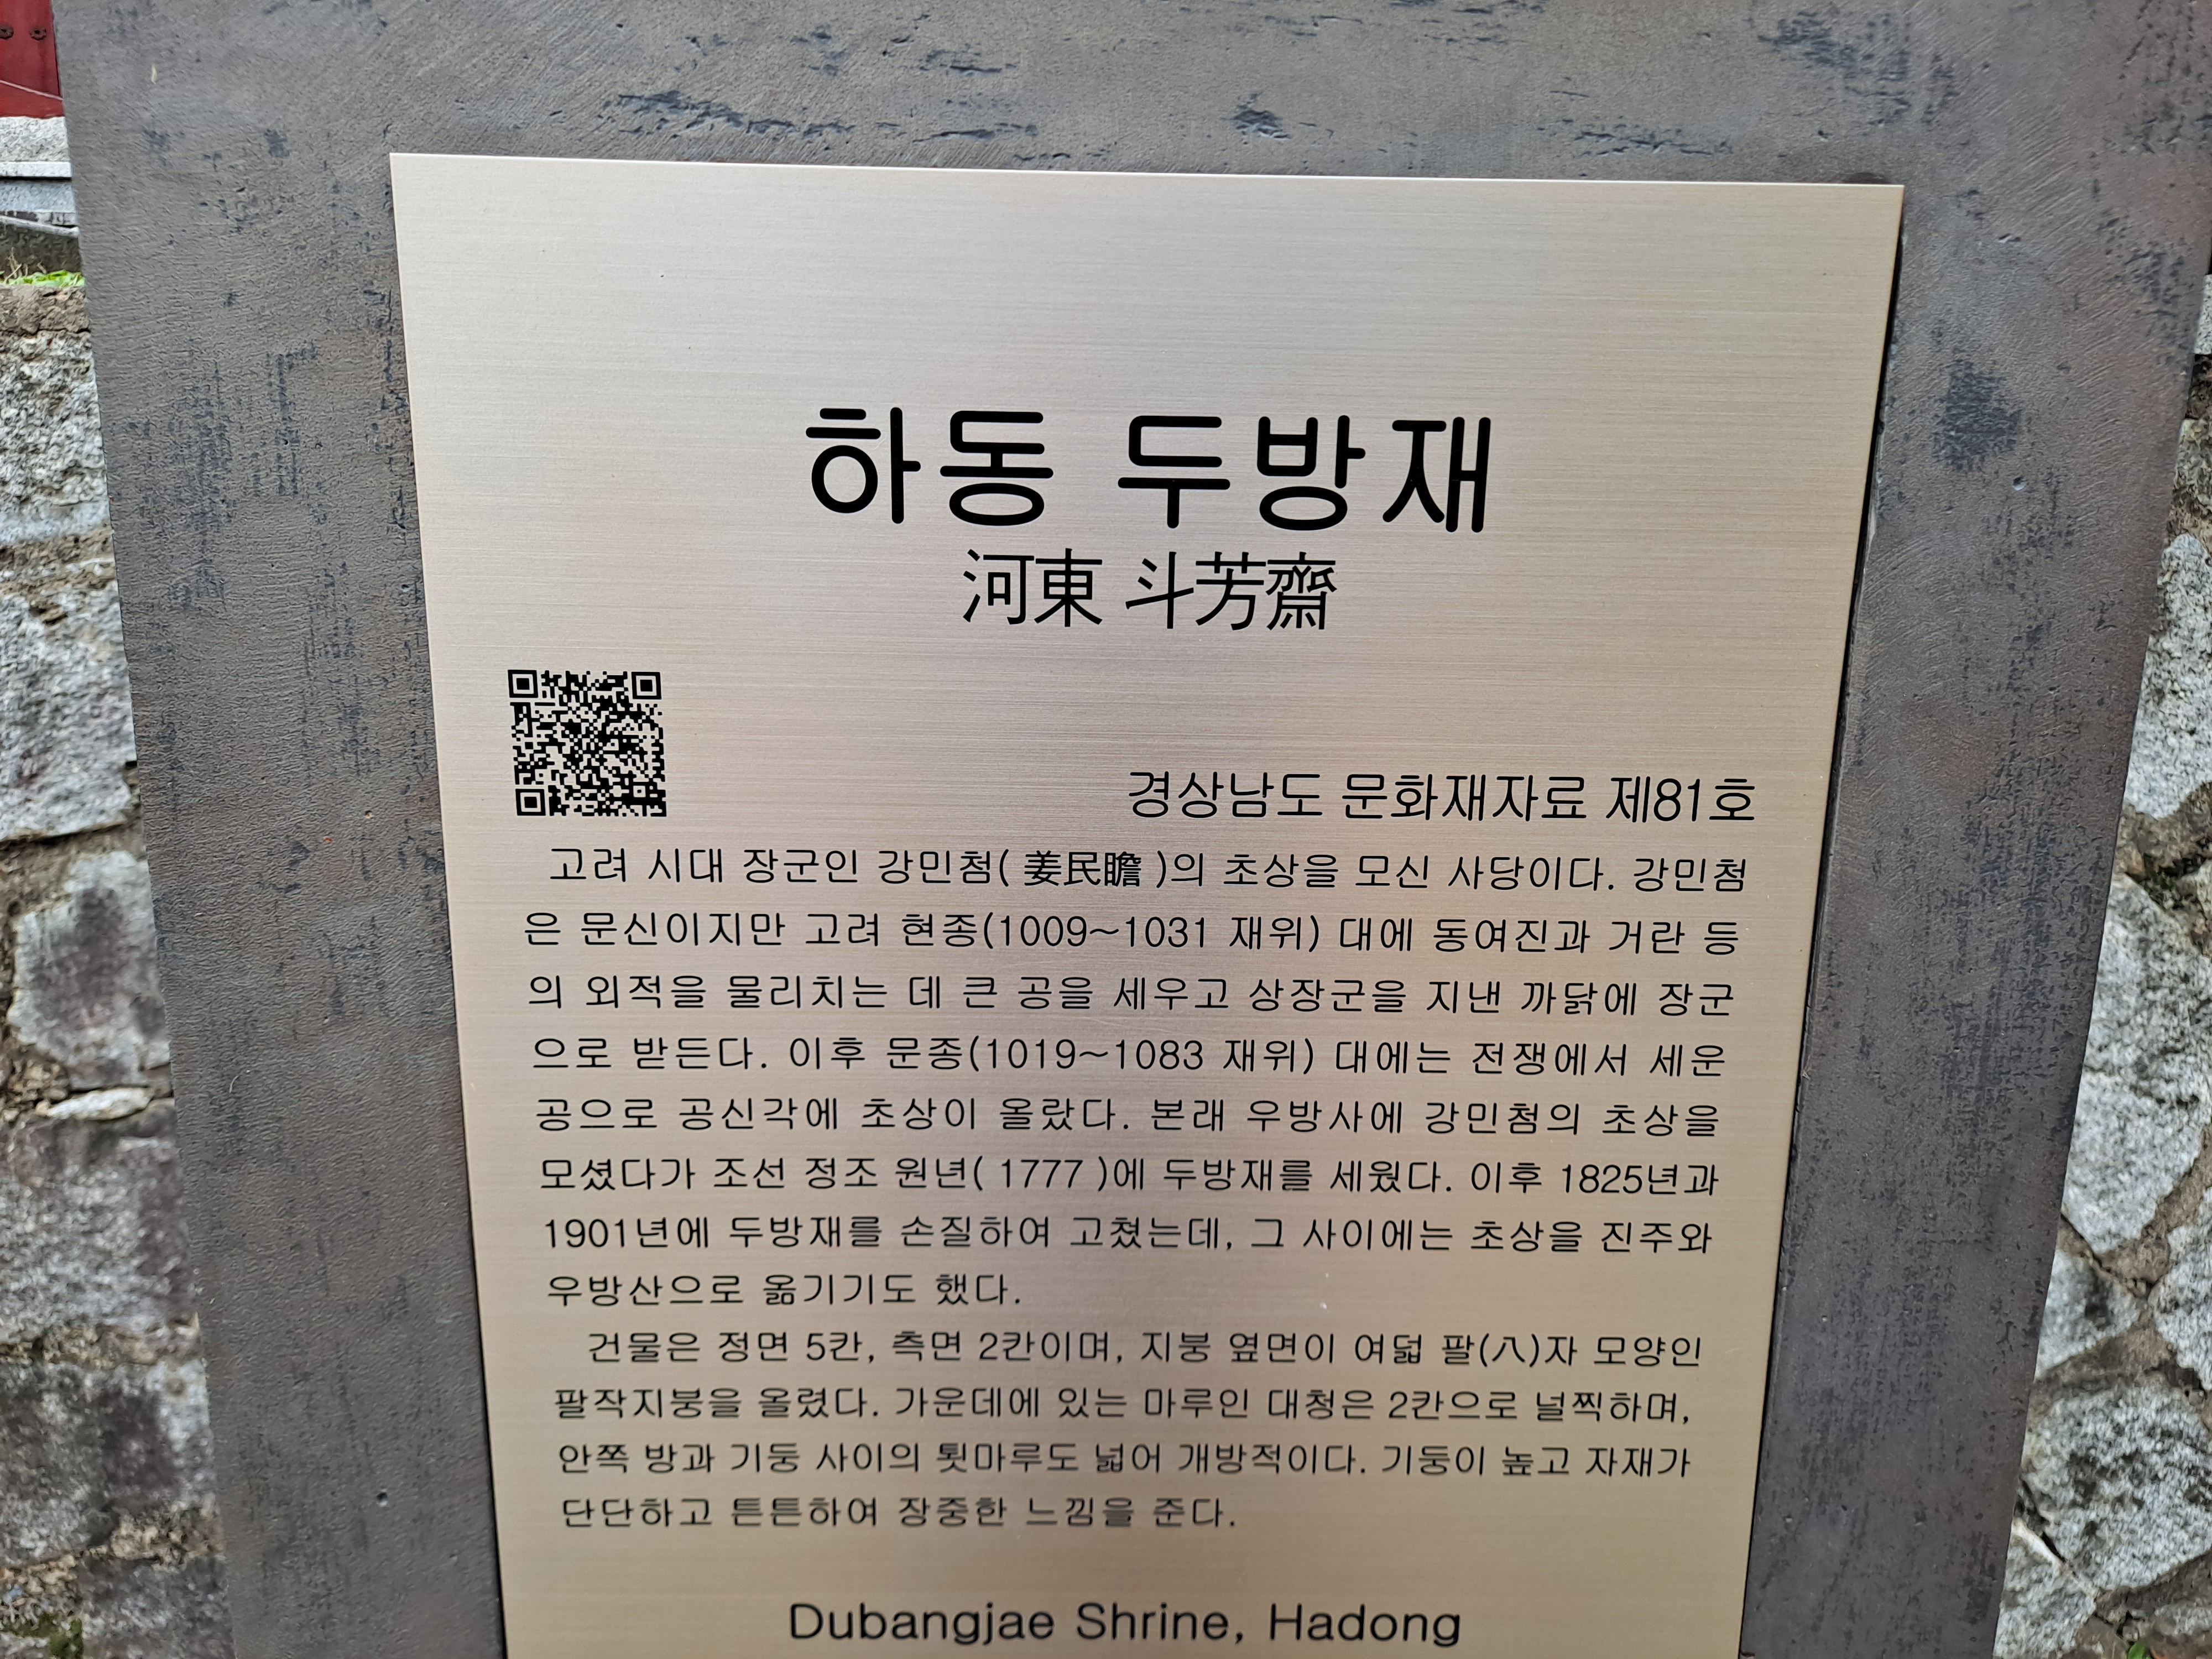 하동 두방재
河東 斗芳齋
경상남도 문화재자료 제81호
고려 시대 장군인 강민첨( 姜民瞻 )의 초상을 모신 사당이다. 강민첨
은 문신이지만 고려 현종(1009~1031 재위) 대에 동여진과 거란 등
의 외적을 물리치는 데 큰 공을 세우고 상장군을 지낸 까닭에 장군
으로 받든다. 이후 문종(1019~1083 재위) 대에는 전쟁에서 세운
공으로 공신각에 초상이 올랐다. 본래 우방사에 강민첨의 초상을
모셨다가 조선 정조 원년( 1777 )에 두방재를 세웠다. 이후 1825년과
1901년에 두방재를 손질하여 고쳤는데, 그 사이에는 초상을 진주와
우방산으로 옮기기도 했다.
건물은 정면 5칸, 측면 2칸이며, 지붕 옆면이 여덟 팔(八)자 모양인
팔작지붕을 올렸다. 가운데에 있는 마루인 대청은 2칸으로 널찍하며,
안쪽 방과 기둥 사이의 툇마루도 넓어 개방적이다. 기둥이 높고 자재가
단단하고 튼튼하여 장중한 느낌을 준다.
Dubangjae Shrine, Hadong